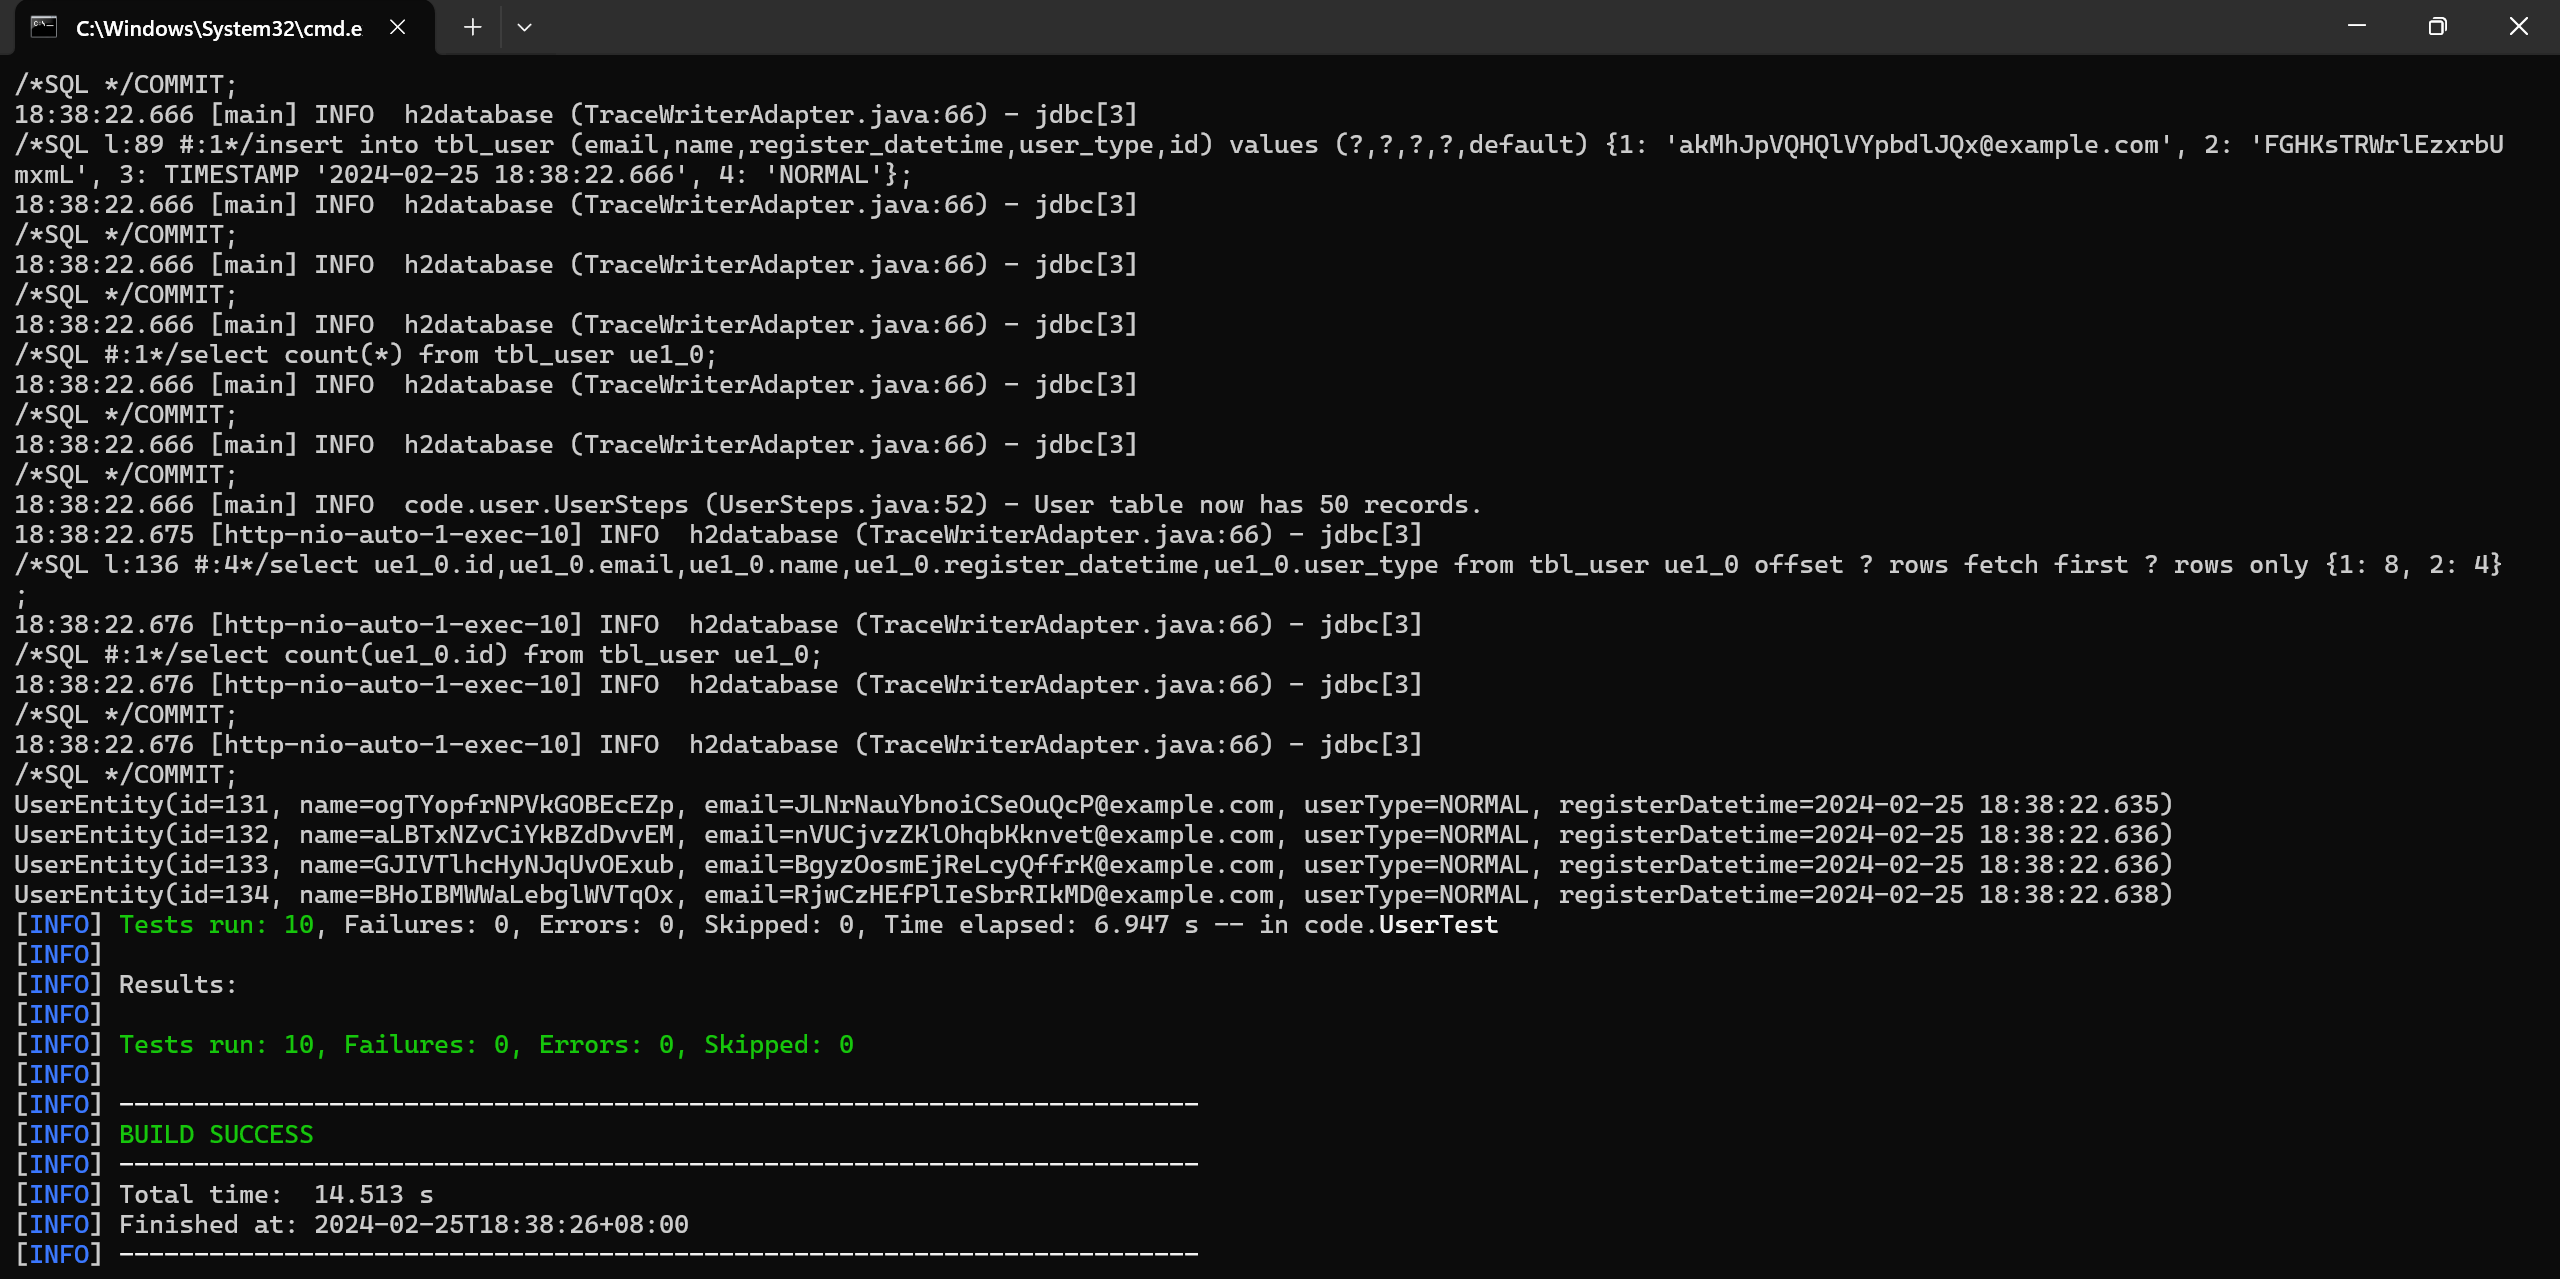 C:\Windows\System32\cmd.e
/*SQL */COMMIT;
18:38:22.666 [main] INFO  h2database (TraceWriterAdapter.java:66) - jdbc[3]
/*SQL l:89 #:1*/insert into tbl_user (email,name,register_datetime,user_type,id) values (?,?,?,?,default) {1: 'akMhJpVQHQlVYpbdlJQx@example.com', 2: 'FGHKsTRWrlEzxrbU
mxmL', 3: TIMESTAMP '2024-02-25 18:38:22.666', 4: 'NORMAL'};
18:38:22.666 [main] INFO  h2database (TraceWriterAdapter.java:66) - jdbc[3]
/*SQL */COMMIT;
18:38:22.666 [main] INFO  h2database (TraceWriterAdapter.java:66) - jdbc[3]
/*SQL */COMMIT;
18:38:22.666 [main] INFO  h2database (TraceWriterAdapter.java:66) - jdbc[3]
/*SQL #:1*/select count(*) from tbl_user ue1_0;
18:38:22.666 [main] INFO  h2database (TraceWriterAdapter.java:66) - jdbc[3]
/*SQL */COMMIT;
18:38:22.666 [main] INFO  h2database (TraceWriterAdapter.java:66) - jdbc[3]
/*SQL */COMMIT;
18:38:22.666 [main] INFO  code.user.UserSteps (UserSteps.java:52) - User table now has 50 records.
18:38:22.675 [http-nio-auto-1-exec-10] INFO  h2database (TraceWriterAdapter.java:66) - jdbc[3]
/*SQL l:136 #:4*/select ue1_0.id,ue1_0.email,ue1_0.name,ue1_0.register_datetime,ue1_0.user_type from tbl_user ue1_0 offset ? rows fetch first ? rows only {1: 8, 2: 4}
;
18:38:22.676 [http-nio-auto-1-exec-10] INFO  h2database (TraceWriterAdapter.java:66) - jdbc[3]
/*SQL #:1*/select count(ue1_0.id) from tbl_user ue1_0;
18:38:22.676 [http-nio-auto-1-exec-10] INFO  h2database (TraceWriterAdapter.java:66) - jdbc[3]
/*SQL */COMMIT;
18:38:22.676 [http-nio-auto-1-exec-10] INFO  h2database (TraceWriterAdapter.java:66) - jdbc[3]
/*SQL */COMMIT;
UserEntity(id=131, name=ogTYopfrNPVkGOBEcEZp, email=JLNrNauYbnoiCSeOuQcP@example.com, userType=NORMAL, registerDatetime=2024-02-25 18:38:22.635)
UserEntity(id=132, name=aLBTxNZvCiYkBZdDvvEM, email=nVUCjvzZKlOhqbKknvet@example.com, userType=NORMAL, registerDatetime=2024-02-25 18:38:22.636)
UserEntity(id=133, name=GJIVTlhcHyNJqUvOExub, email=BgyzOosmEjReLcyQffrK@example.com, userType=NORMAL, registerDatetime=2024-02-25 18:38:22.636)
UserEntity(id=134, name=BHoIBMWWaLebglWVTqOx, email=RjwCzHEfPlIeSbrRIkMD@example.com, userType=NORMAL, registerDatetime=2024-02-25 18:38:22.638)
[INFO] Tests run: 10, Failures: 0, Errors: 0, Skipped: 0, Time elapsed: 6.947 s -- in code.UserTest
[INFO]
[INFO] Results:
[INFO]
[INFO] Tests run: 10, Failures: 0, Errors: 0, Skipped: 0
[INFO]
[INFO] ------------------------------------------------------------------------
[INFO] BUILD SUCCESS
[INFO] ------------------------------------------------------------------------
[INFO] Total time:  14.513 s
[INFO] Finished at: 2024-02-25T18:38:26+08:00
[INFO] ------------------------------------------------------------------------